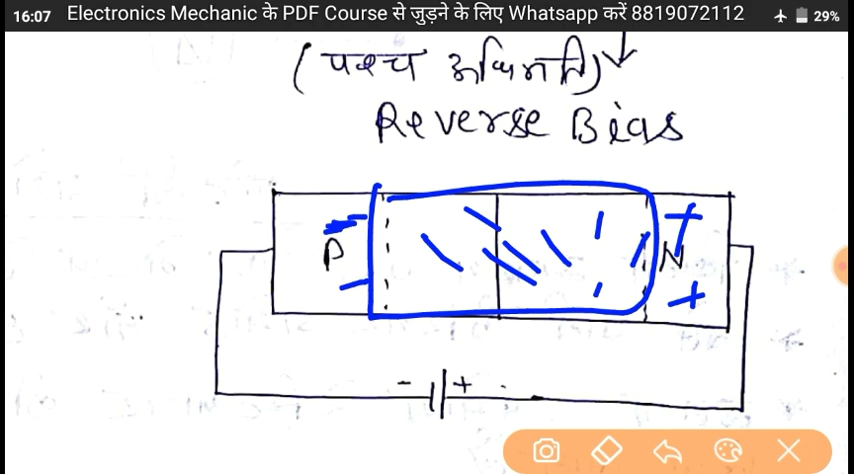 16:07 Electronics Mechanic के PDF Course से जुड़ने के लिए Whatsapp करें 8819072112 29%
(पश्च अभिनति)
Reverse Bias
P N
- +